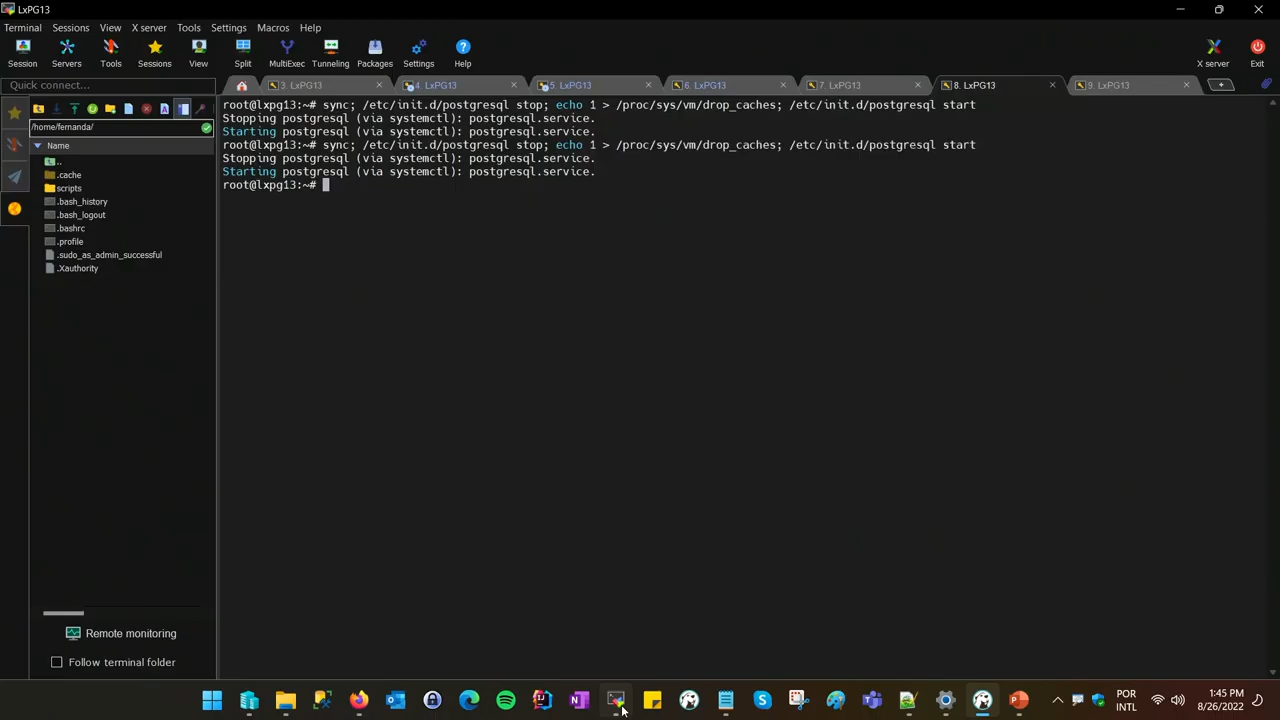 LxPG13
Terminal Sessions View X server Tools Settings Macros Help
Session Servers Tools Sessions View Split MultiExec Tunneling Packages Settings Help X server Exit
Quick connect...
3. LxPG13 4. LxPG13 5. LxPG13 6. LxPG13 7. LxPG13 8. LxPG13 9. LxPG13
/home/fernanda/
Name
..
.cache
scripts
.bash_history
.bash_logout
.bashrc
.profile
.sudo_as_admin_successful
.Xauthority
Remote monitoring
Follow terminal folder
root@lxpg13:~# sync; /etc/init.d/postgresql stop; echo 1 > /proc/sys/vm/drop_caches; /etc/init.d/postgresql start
Stopping postgresql (via systemctl): postgresql.service.
Starting postgresql (via systemctl): postgresql.service.
root@lxpg13:~# sync; /etc/init.d/postgresql stop; echo 1 > /proc/sys/vm/drop_caches; /etc/init.d/postgresql start
Stopping postgresql (via systemctl): postgresql.service.
Starting postgresql (via systemctl): postgresql.service.
root@lxpg13:~#
POR
INTL
1:45 PM
8/26/2022